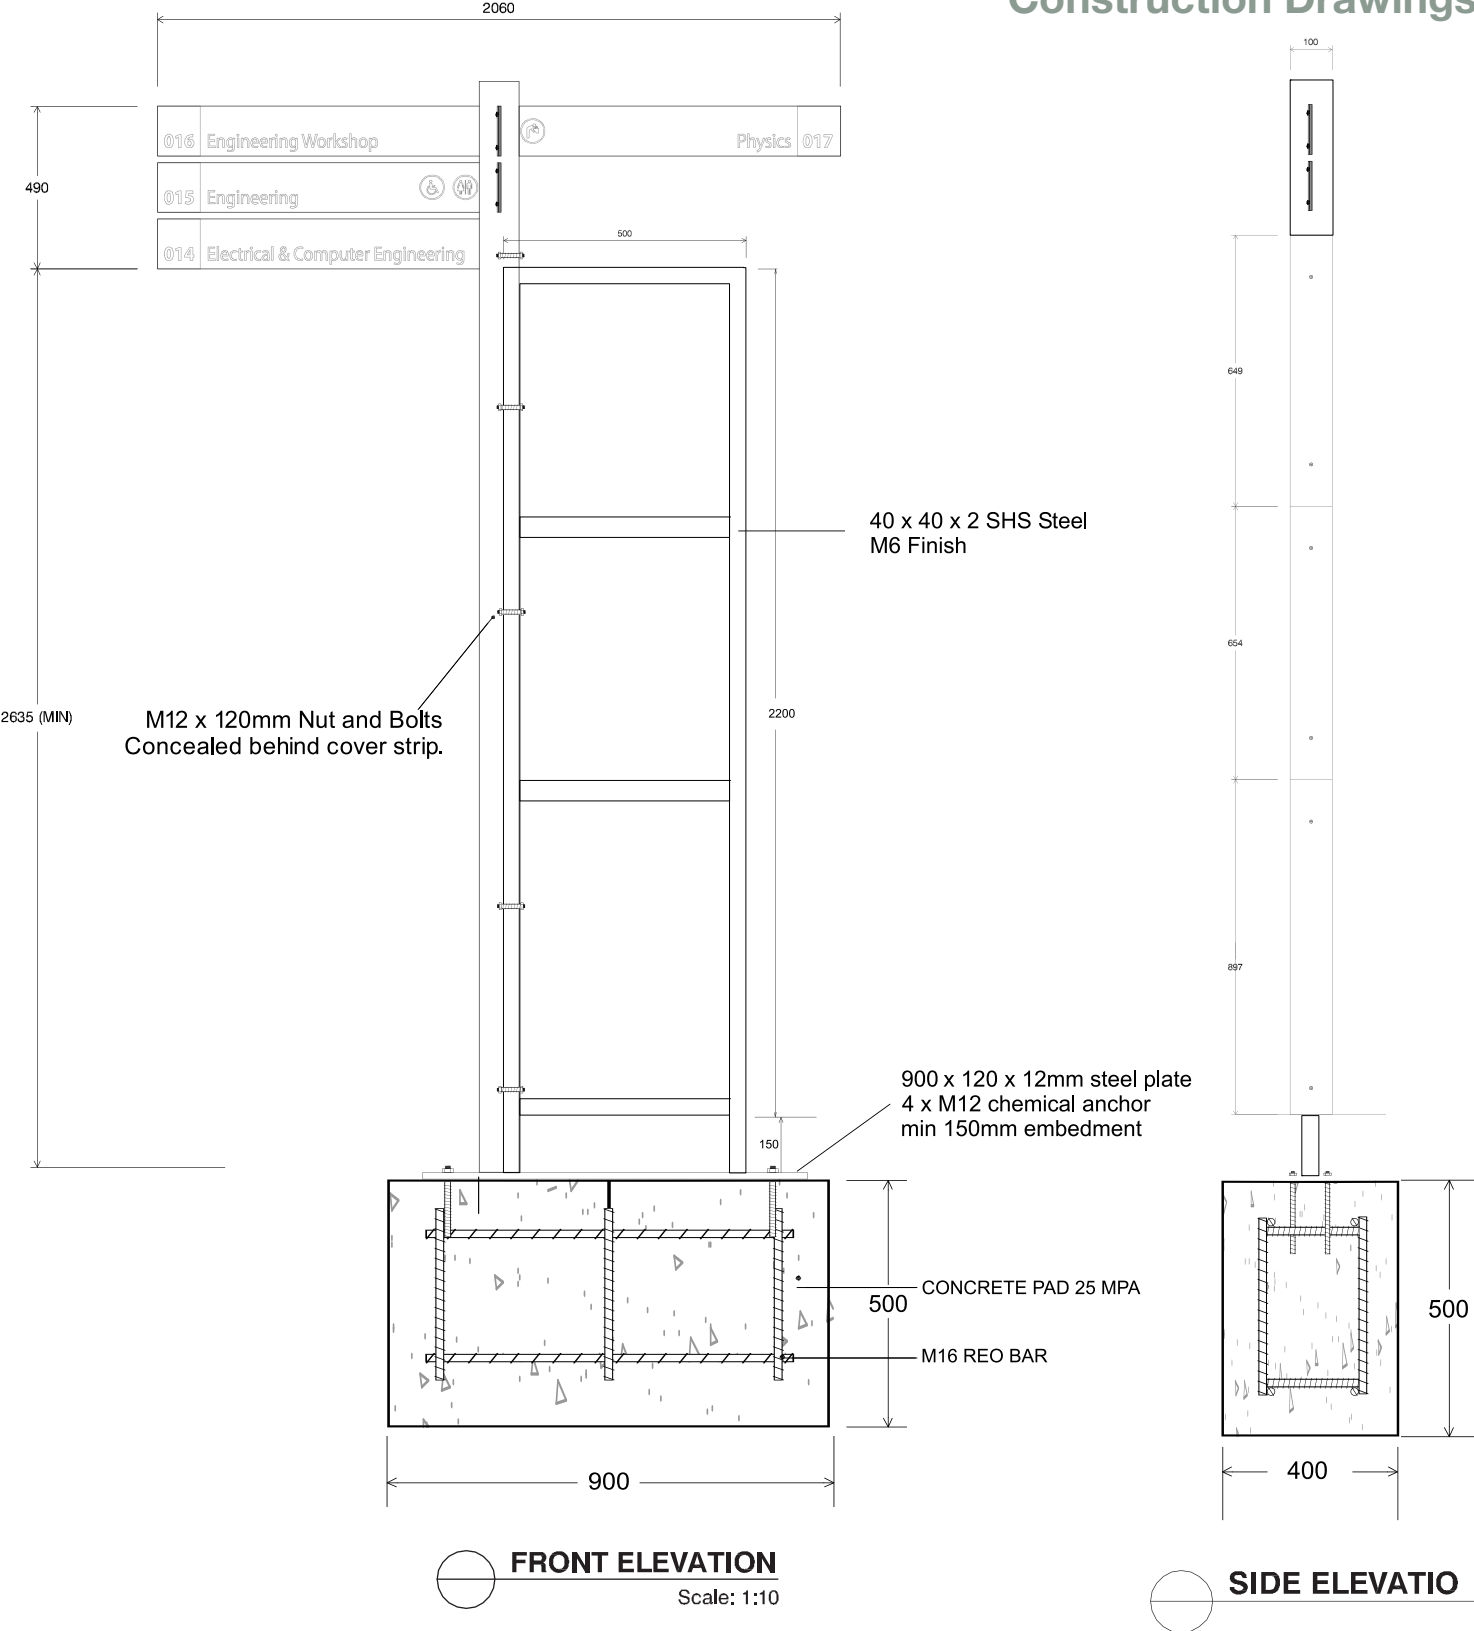 Construction Drawings
2060
100
016 Engineering Workshop
Physics 017
490
015 Engineering
500
014 Electrical & Computer Engineering
649
40 x 40 x 2 SHS Steel
M6 Finish
654
2635 (MIN)
M12 x 120mm Nut and Bolts
Concealed behind cover strip.
2200
897
900 x 120 x 12mm steel plate
4 x M12 chemical anchor
min 150mm embedment
150
CONCRETE PAD 25 MPA
500
500
M16 REO BAR
900
400
FRONT ELEVATION
Scale: 1:10
SIDE ELEVATIO